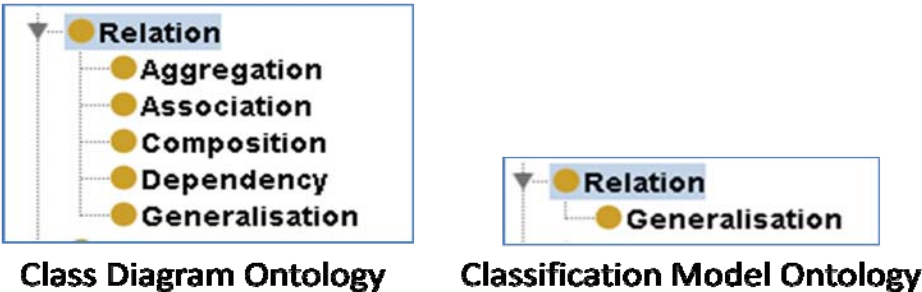 Relation
Aggregation
Association
Composition
Dependency
Generalisation
Class Diagram Ontology
Relation
Generalisation
Classification Model Ontology